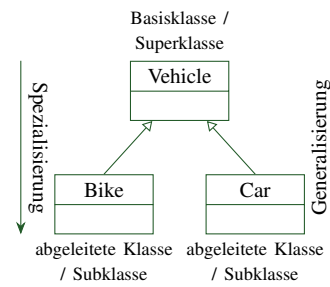 Basisklasse /
Superklasse
Vehicle
Spezialisierung
Generalisierung
Bike
Car
abgeleitete Klasse
/ Subklasse
abgeleitete Klasse
/ Subklasse